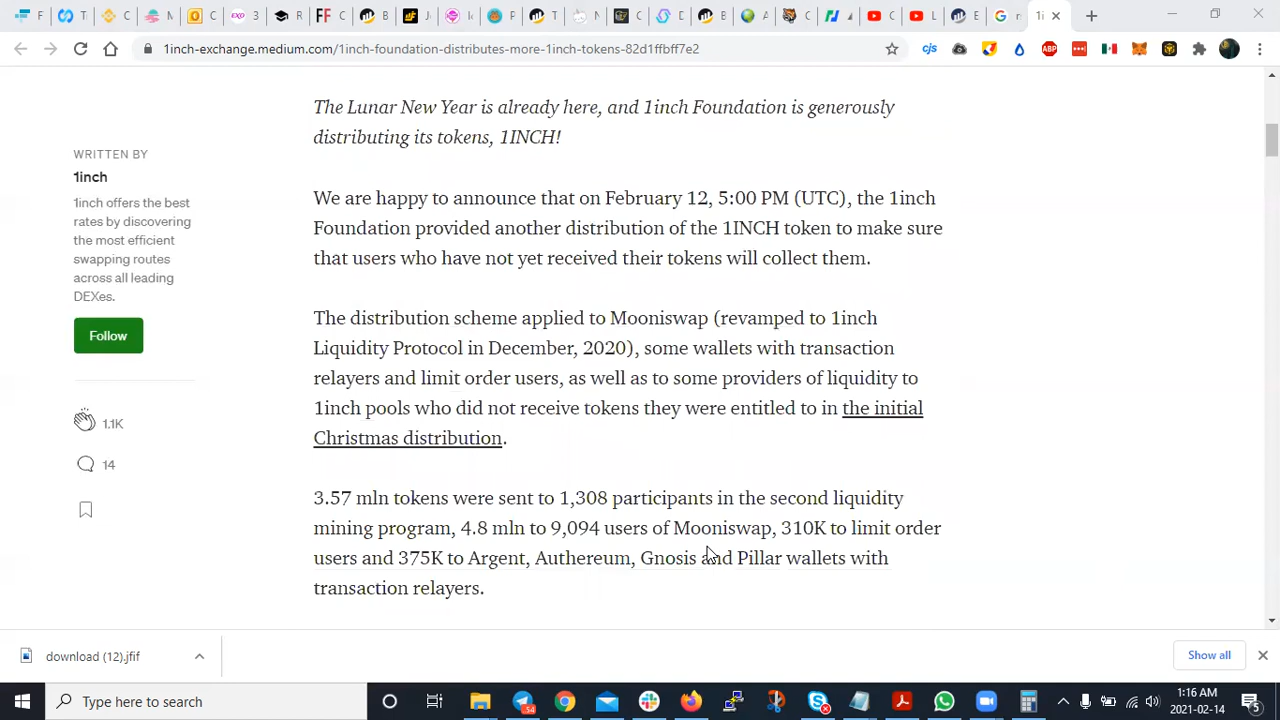 1inch-exchange.medium.com/1inch-foundation-distributes-more-1inch-tokens-82d1ffbff7e2
cjs
ABP
The Lunar New Year is already here, and 1inch Foundation is generously
distributing its tokens, 1INCH!
WRITTEN BY
1inch
1inch offers the best
rates by discovering
the most efficient
swapping routes
across all leading
DEXes.
Follow
1.1K
14
We are happy to announce that on February 12, 5:00 PM (UTC), the 1inch
Foundation provided another distribution of the 1INCH token to make sure
that users who have not yet received their tokens will collect them.
The distribution scheme applied to Mooniswap (revamped to 1inch
Liquidity Protocol in December, 2020), some wallets with transaction
relayers and limit order users, as well as to some providers of liquidity to
1inch pools who did not receive tokens they were entitled to in the initial
Christmas distribution.
3.57 mln tokens were sent to 1,308 participants in the second liquidity
mining program, 4.8 mln to 9,094 users of Mooniswap, 310K to limit order
users and 375K to Argent, Authereum, Gnosis and Pillar wallets with
transaction relayers.
download (12).jfif
Show all
Type here to search
1:16 AM
2021-02-14
5